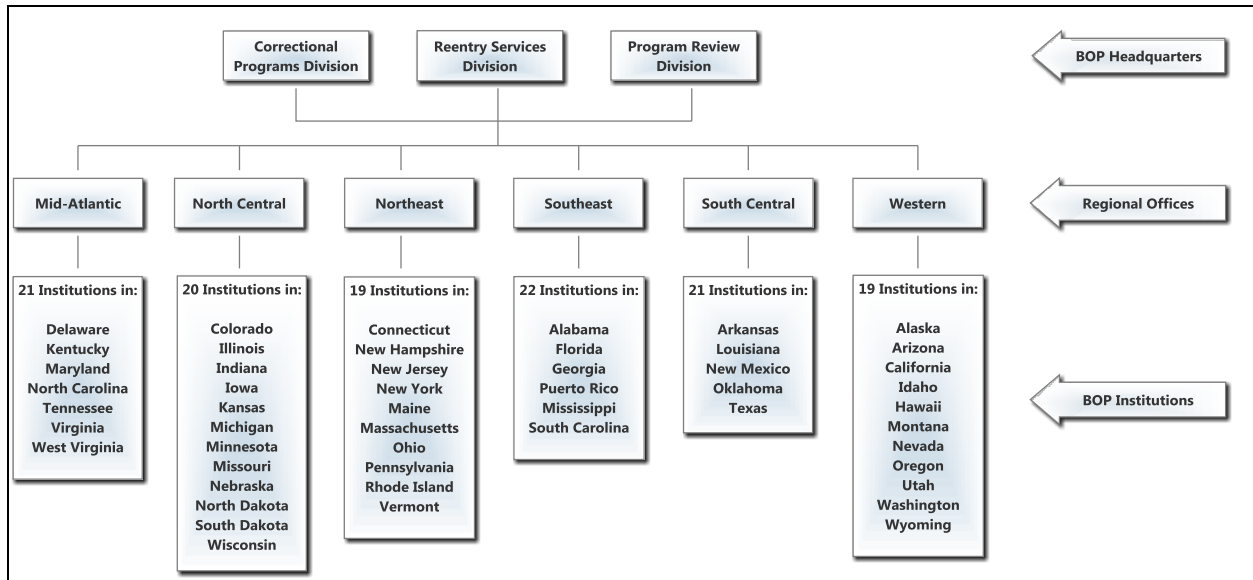 Correctional
Programs Division
Reentry Services
Division
Program Review
Division
BOP Headquarters
Mid-Atlantic
North Central
Northeast
Southeast
South Central
Western
Regional Offices
21 Institutions in:
Delaware
Kentucky
Maryland
North Carolina
Tennessee
Virginia
West Virginia
20 Institutions in:
Colorado
Illinois
Indiana
Iowa
Kansas
Michigan
Minnesota
Missouri
Nebraska
North Dakota
South Dakota
Wisconsin
19 Institutions in:
Connecticut
New Hampshire
New Jersey
New York
Maine
Massachusetts
Ohio
Pennsylvania
Rhode Island
Vermont
22 Institutions in:
Alabama
Florida
Georgia
Puerto Rico
Mississippi
South Carolina
21 Institutions in:
Arkansas
Louisiana
New Mexico
Oklahoma
Texas
19 Institutions in:
Alaska
Arizona
California
Idaho
Hawaii
Montana
Nevada
Oregon
Utah
Washington
Wyoming
BOP Institutions